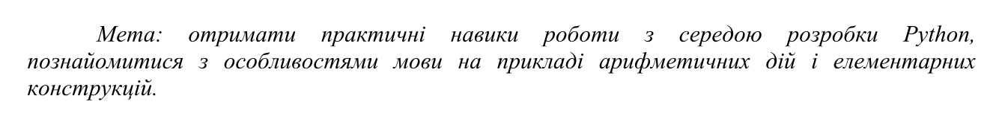 Мета: отримати практичні навики роботи з середою розробки Python,
познайомитися з особливостями мови на прикладі арифметичних дій і елементарних
конструкцій.